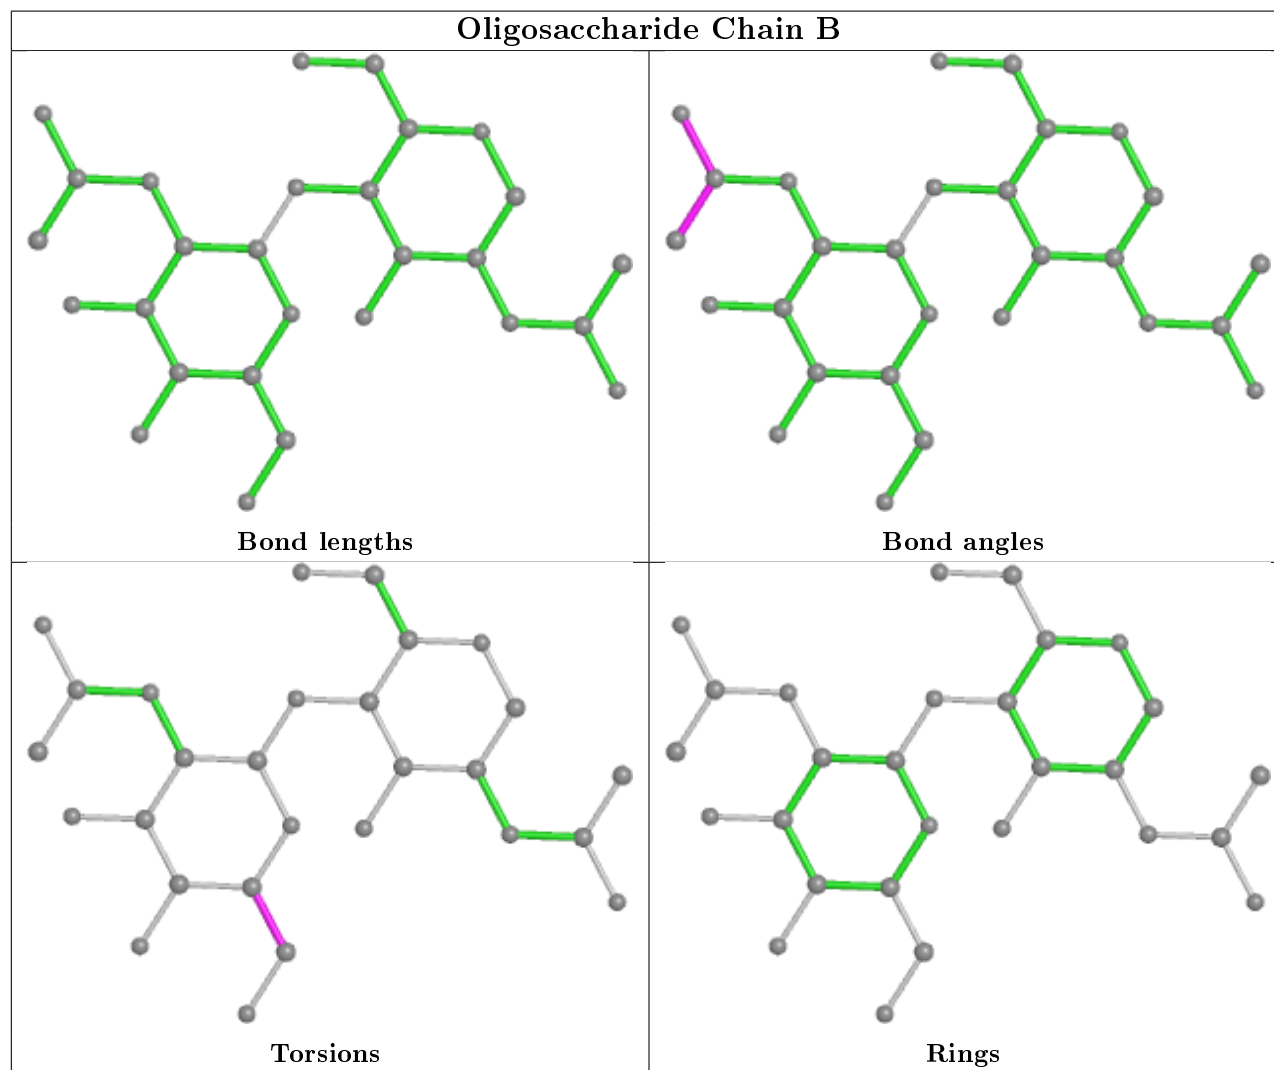 Oligosaccharide Chain B
Bond lengths
Bond angles
Torsions
Rings